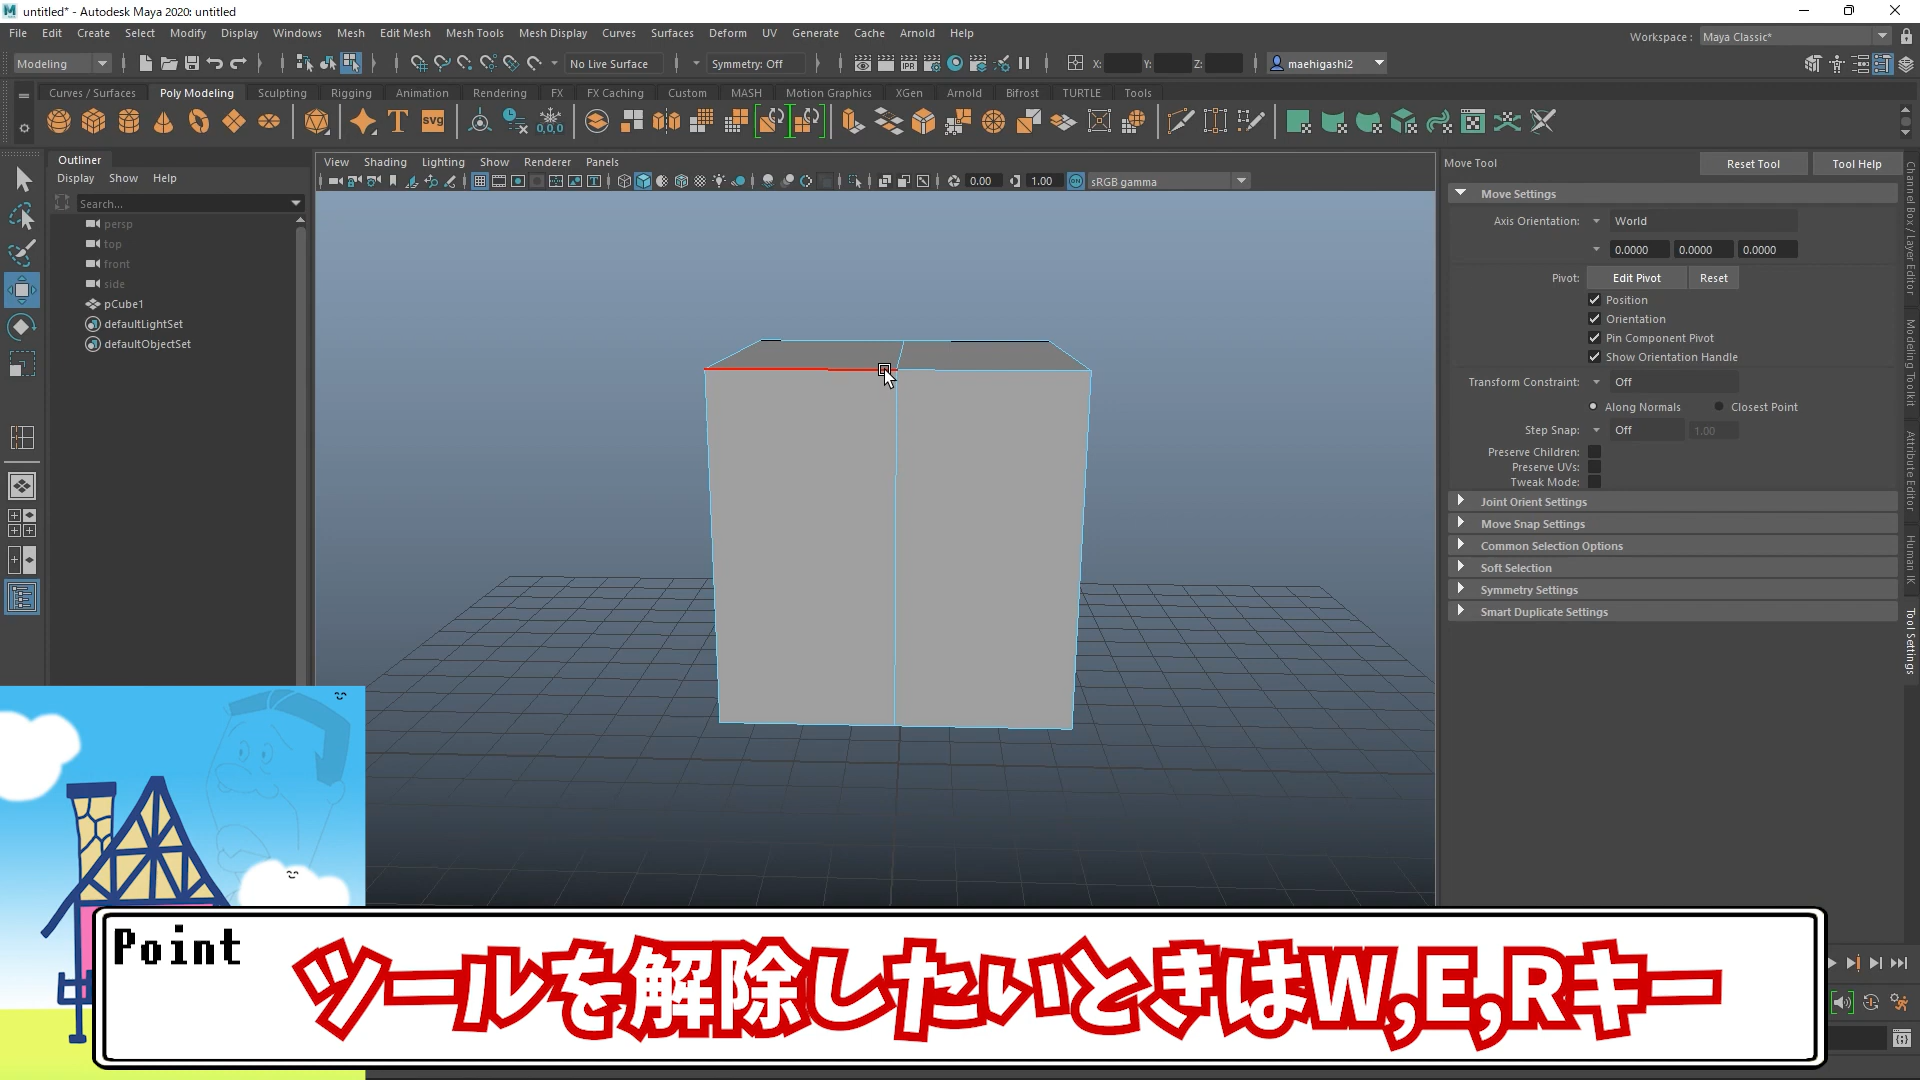 untitled* - Autodesk Maya 2020: untitled
File Edit Create Select Modify Display Windows Mesh Edit Mesh Mesh Tools Mesh Display Curves Surfaces Deform UV Generate Cache Arnold Help
Workspace : Maya Classic*
Modeling No Live Surface Symmetry: Off IPR X: Y: Z: maehigashi2
Curves / Surfaces Poly Modeling Sculpting Rigging Animation Rendering FX FX Caching Custom MASH Motion Graphics XGen Arnold Bifrost TURTLE Tools
T SVG 0,0,0
Outliner
Display Show Help
Search...
persp
top
front
side
pCube1
defaultLightSet
defaultObjectSet
View Shading Lighting Show Renderer Panels
0.00 1.00 ON sRGB gamma
Move Tool Reset Tool Tool Help
Move Settings
Axis Orientation: World
0.0000 0.0000 0.0000
Pivot: Edit Pivot Reset
Position
Orientation
Pin Component Pivot
Show Orientation Handle
Transform Constraint: Off
Along Normals Closest Point
Step Snap: Off 1.00
Preserve Children:
Preserve UVs:
Tweak Mode:
Joint Orient Settings
Move Snap Settings
Common Selection Options
Soft Selection
Symmetry Settings
Smart Duplicate Settings
Channel Box / Layer Editor
Modeling Toolkit
Attribute Editor
Human IK
Tool Settings
Point
ツールを解除したいときはW,E,Rキー